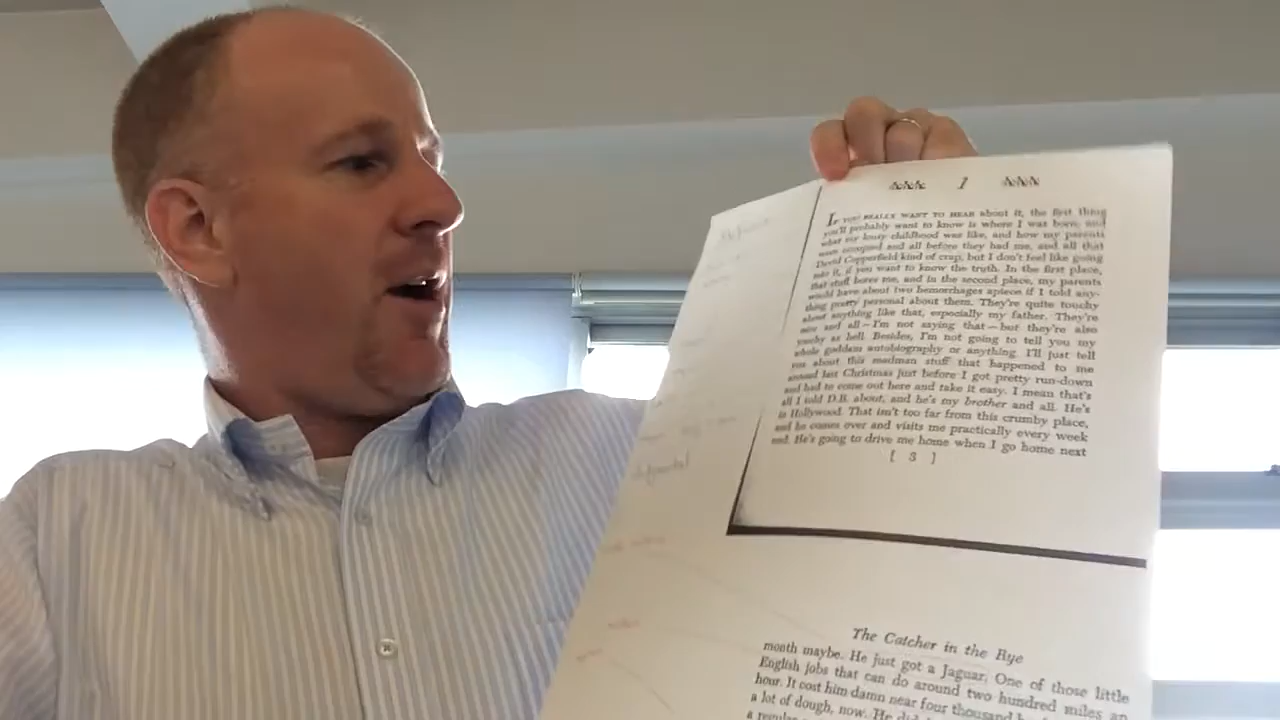 1
IF YOU REALLY WANT TO HEAR about it, the first thing
you'll probably want to know is where I was born, and
what my lousy childhood was like, and how my parents
were occupied and all before they had me, and all that
David Copperfield kind of crap, but I don't feel like going
into it, if you want to know the truth. In the first place,
that stuff bores me, and in the second place, my parents
would have about two hemorrhages apiece if I told any-
thing pretty personal about them. They're quite touchy
about anything like that, especially my father. They're
nice and all—I'm not saying that—but they're also
touchy as hell. Besides, I'm not going to tell you my
whole goddam autobiography or anything. I'll just tell
you about this madman stuff that happened to me
around last Christmas just before I got pretty run-down
and had to come out here and take it easy. I mean that's
all I told D.B. about, and he's my brother and all. He's
in Hollywood. That isn't too far from this crumby place,
and he comes over and visits me practically every week
end. He's going to drive me home when I go home next
[ 3 ]
The Catcher in the Rye
month maybe. He just got a Jaguar. One of those little
English jobs that can do around two hundred miles an
hour. It cost him damn near four thousand
a lot of dough, now. He
a regular